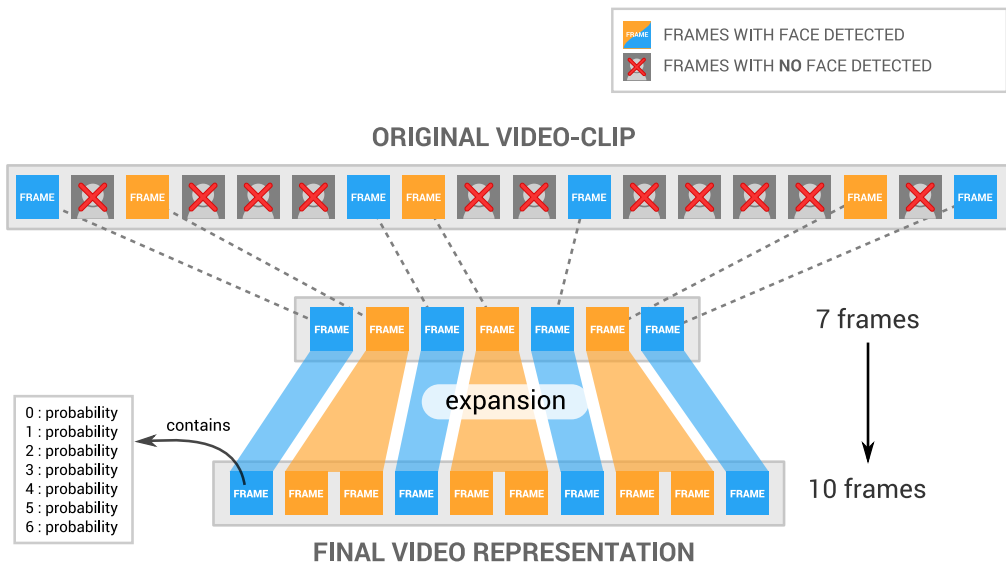 FRAME FRAMES WITH FACE DETECTED
FRAMES WITH NO FACE DETECTED
ORIGINAL VIDEO-CLIP
FRAME FRAME FRAME FRAME FRAME FRAME FRAME
FRAME FRAME FRAME FRAME FRAME FRAME FRAME
7 frames
expansion
0 : probability
1 : probability
2 : probability
3 : probability
4 : probability
5 : probability
6 : probability
contains
FRAME FRAME FRAME FRAME FRAME FRAME FRAME FRAME FRAME FRAME
10 frames
FINAL VIDEO REPRESENTATION